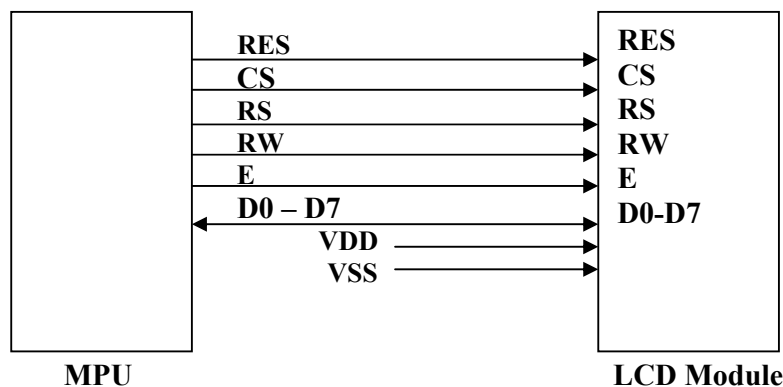 RES
CS
RS
RW
E
D0 – D7
VDD
VSS
RES
CS
RS
RW
E
D0-D7
MPU
LCD Module